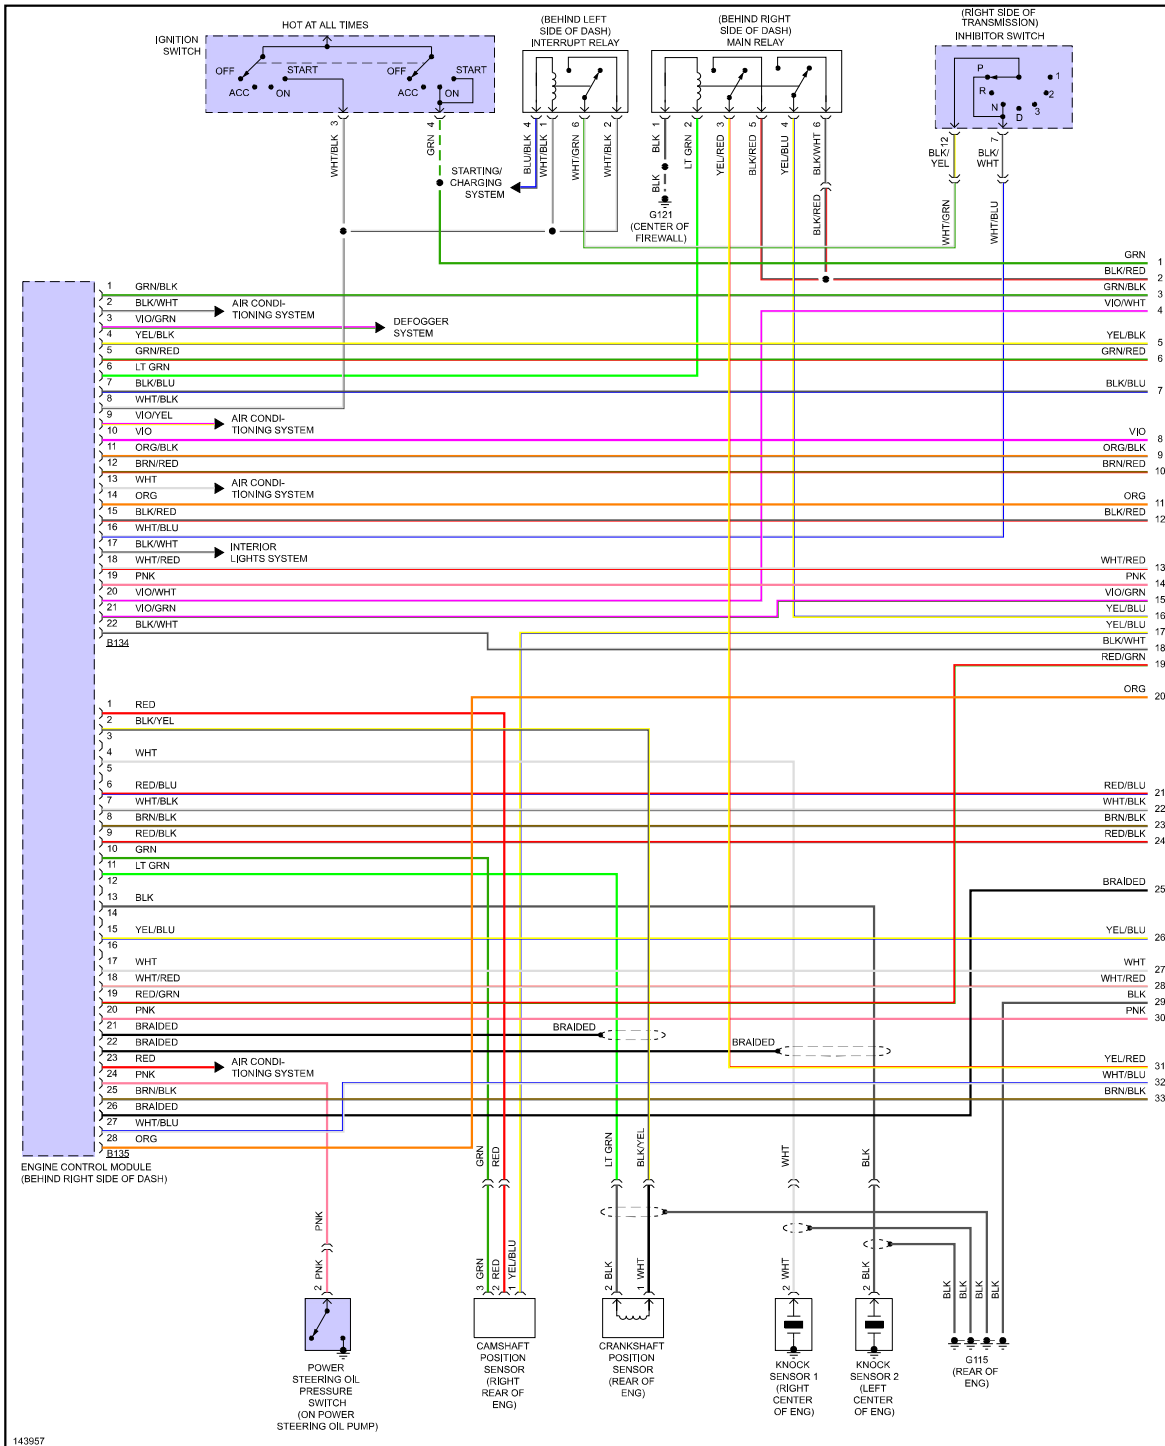 HOT AT ALL TIMES
IGNITION
SWITCH
OFF
START
ACC
ON
OFF
START
ACC
ON
3
4
WHT/BLK
GRN
(BEHIND LEFT
SIDE OF DASH)
INTERRUPT RELAY
4
1
6
2
BLU/BLK
WHT/BLK
WHT/GRN
WHT/BLK
STARTING/
CHARGING
SYSTEM
(BEHIND RIGHT
SIDE OF DASH)
MAIN RELAY
1
2
3
5
4
6
BLK
LT GRN
YEL/RED
BLK/RED
YEL/BLU
BLK/WHT
BLK
BLK/RED
G121
(CENTER OF
FIREWALL)
(RIGHT SIDE OF
TRANSMISSION)
INHIBITOR SWITCH
P
R
N
D
3
2
1
12
7
BLK/
YEL
BLK/
WHT
WHT/GRN
WHT/BLU
GRN 1
BLK/RED 2
GRN/BLK 3
VIO/WHT 4
YEL/BLK 5
GRN/RED 6
BLK/BLU 7
VIO 8
ORG/BLK 9
BRN/RED 10
ORG 11
BLK/RED 12
WHT/RED 13
PNK 14
VIO/GRN 15
YEL/BLU 16
YEL/BLU 17
BLK/WHT 18
RED/GRN 19
ORG 20
RED/BLU 21
WHT/BLK 22
BRN/BLK 23
RED/BLK 24
BRAIDED 25
YEL/BLU 26
WHT 27
WHT/RED 28
BLK 29
PNK 30
YEL/RED 31
WHT/BLU 32
BRN/BLK 33
1 GRN/BLK
2 BLK/WHT
AIR CONDI-
TIONING SYSTEM
3 VIO/GRN
DEFOGGER
SYSTEM
4 YEL/BLK
5 GRN/RED
6 LT GRN
7 BLK/BLU
8 WHT/BLK
9 VIO/YEL
AIR CONDI-
TIONING SYSTEM
10 VIO
11 ORG/BLK
12 BRN/RED
13 WHT
AIR CONDI-
TIONING SYSTEM
14 ORG
15 BLK/RED
16 WHT/BLU
17 BLK/WHT
INTERIOR
LIGHTS SYSTEM
18 WHT/RED
19 PNK
20 VIO/WHT
21 VIO/GRN
22 BLK/WHT
B134
1 RED
2 BLK/YEL
3
4 WHT
5
6 RED/BLU
7 WHT/BLK
8 BRN/BLK
9 RED/BLK
10 GRN
11 LT GRN
12
13 BLK
14
15 YEL/BLU
16
17 WHT
18 WHT/RED
19 RED/GRN
20 PNK
21 BRAIDED
BRAIDED
22 BRAIDED
BRAIDED
23 RED
AIR CONDI-
TIONING SYSTEM
24 PNK
25 BRN/BLK
26 BRAIDED
27 WHT/BLU
28 ORG
B135
ENGINE CONTROL MODULE
(BEHIND RIGHT SIDE OF DASH)
PNK
2 PNK
POWER
STEERING OIL
PRESSURE
SWITCH
(ON POWER
STEERING OIL PUMP)
GRN
RED
3 GRN
2 RED
1 YEL/BLU
CAMSHAFT
POSITION
SENSOR
(RIGHT
REAR OF
ENG)
LT GRN
BLK/YEL
2 BLK
1 WHT
CRANKSHAFT
POSITION
SENSOR
(REAR OF
ENG)
WHT
2 WHT
KNOCK
SENSOR 1
(RIGHT
CENTER
OF ENG)
BLK
2 BLK
KNOCK
SENSOR 2
(LEFT
CENTER
OF ENG)
BLK
BLK
BLK
BLK
G115
(REAR OF
ENG)
143957